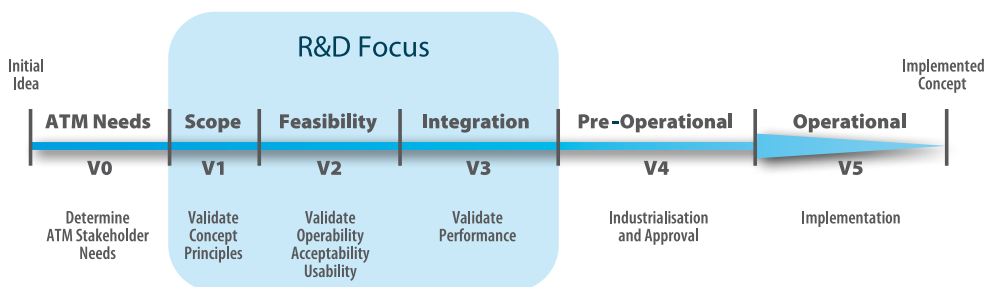 R&D Focus
Initial
Idea
Implemented
Concept
ATM Needs
Scope
Feasibility
Integration
Pre-Operational
Operational
V0
V1
V2
V3
V4
V5
Determine
ATM Stakeholder
Needs
Validate
Concept
Principles
Validate
Operability
Acceptability
Usability
Validate
Performance
Industrialisation
and Approval
Implementation